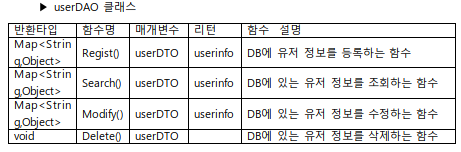 ▶ userDAO 클래스
반환타입 함수명 매개변수 리턴 함수 설명
Map<Strin
g,Object> Regist() userDTO userinfo DB에 유저 정보를 등록하는 함수
Map<Strin
g,Object> Search() userDTO userinfo DB에 있는 유저 정보를 조회하는 함수
Map<Strin
g,Object> Modify() userDTO userinfo DB에 있는 유저 정보를 수정하는 함수
void Delete() userDTO DB에 있는 유저 정보를 삭제하는 함수